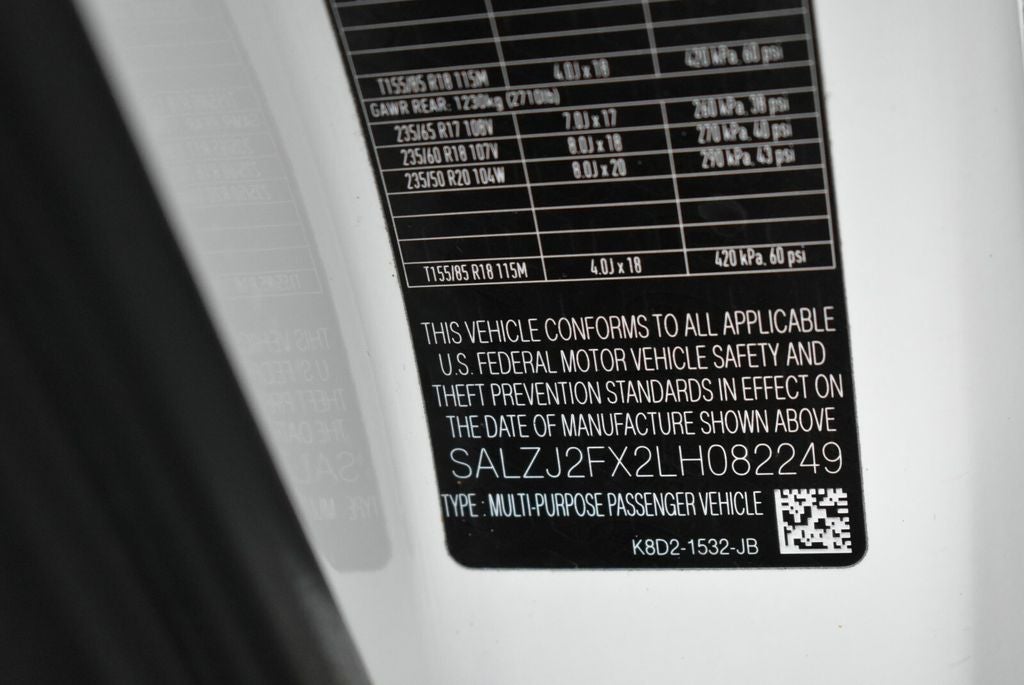 420 kPa, 60 psi
T155/85 R18 115M 4.0J x 18
GAWR REAR: 1230kg (2710lb)
235/65 R17 108V 7.0J x 17 260 kPa, 38 psi
235/60 R18 107V 8.0J x 18 270 kPa, 40 psi
235/50 R20 104W 8.0J x 20 290 kPa, 43 psi
T155/85 R18 115M 4.0J x 18 420 kPa, 60 psi
THIS VEHICLE CONFORMS TO ALL APPLICABLE
U.S. FEDERAL MOTOR VEHICLE SAFETY AND
THEFT PREVENTION STANDARDS IN EFFECT ON
THE DATE OF MANUFACTURE SHOWN ABOVE
SALZJ2FX2LH082249
TYPE : MULTI-PURPOSE PASSENGER VEHICLE
K8D2-1532-JB